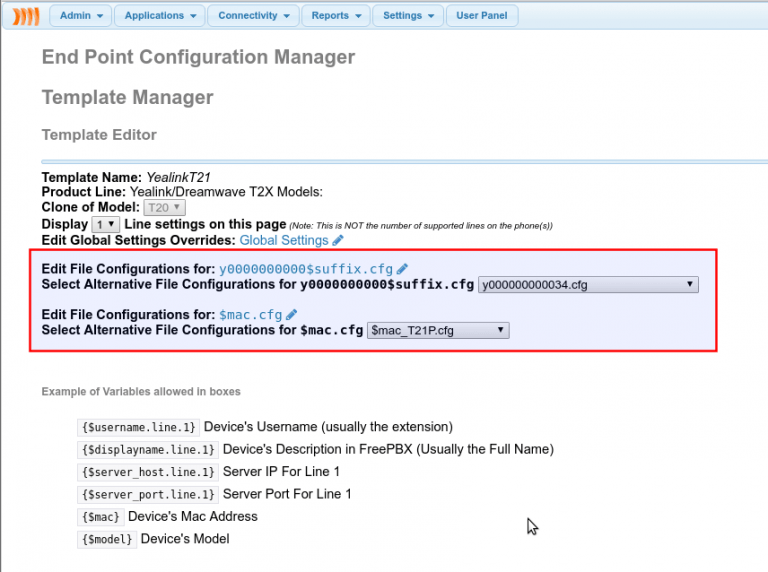 Admin Applications Connectivity Reports Settings User Panel
End Point Configuration Manager
Template Manager
Template Editor
Template Name: YealinkT21
Product Line: Yealink/Dreamwave T2X Models:
Clone of Model: T20
Display 1 Line settings on this page (Note: This is NOT the number of supported lines on the phone(s))
Edit Global Settings Overrides: Global Settings
Edit File Configurations for: y0000000000$suffix.cfg
Select Alternative File Configurations for y0000000000$suffix.cfg y000000000034.cfg
Edit File Configurations for: $mac.cfg
Select Alternative File Configurations for $mac.cfg $mac_T21P.cfg
Example of Variables allowed in boxes
{$username.line.1} Device's Username (usually the extension)
{$displayname.line.1} Device's Description in FreePBX (Usually the Full Name)
{$server_host.line.1} Server IP For Line 1
{$server_port.line.1} Server Port For Line 1
{$mac} Device's Mac Address
{$model} Device's Model